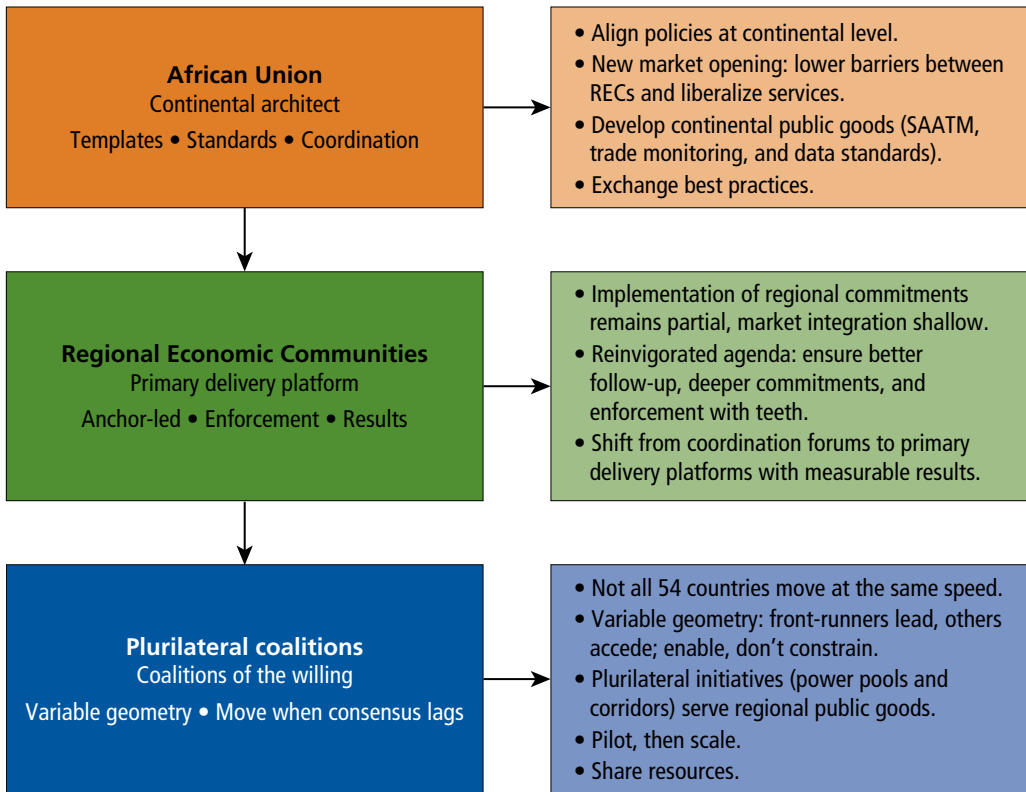 African Union
Continental architect
Templates • Standards • Coordination
• Align policies at continental level.
• New market opening: lower barriers between
RECs and liberalize services.
• Develop continental public goods (SAATM,
trade monitoring, and data standards).
• Exchange best practices.
Regional Economic Communities
Primary delivery platform
Anchor-led • Enforcement • Results
• Implementation of regional commitments
remains partial, market integration shallow.
• Reinvigorated agenda: ensure better
follow-up, deeper commitments, and
enforcement with teeth.
• Shift from coordination forums to primary
delivery platforms with measurable results.
Plurilateral coalitions
Coalitions of the willing
Variable geometry • Move when consensus lags
• Not all 54 countries move at the same speed.
• Variable geometry: front-runners lead, others
accede; enable, don’t constrain.
• Plurilateral initiatives (power pools and
corridors) serve regional public goods.
• Pilot, then scale.
• Share resources.